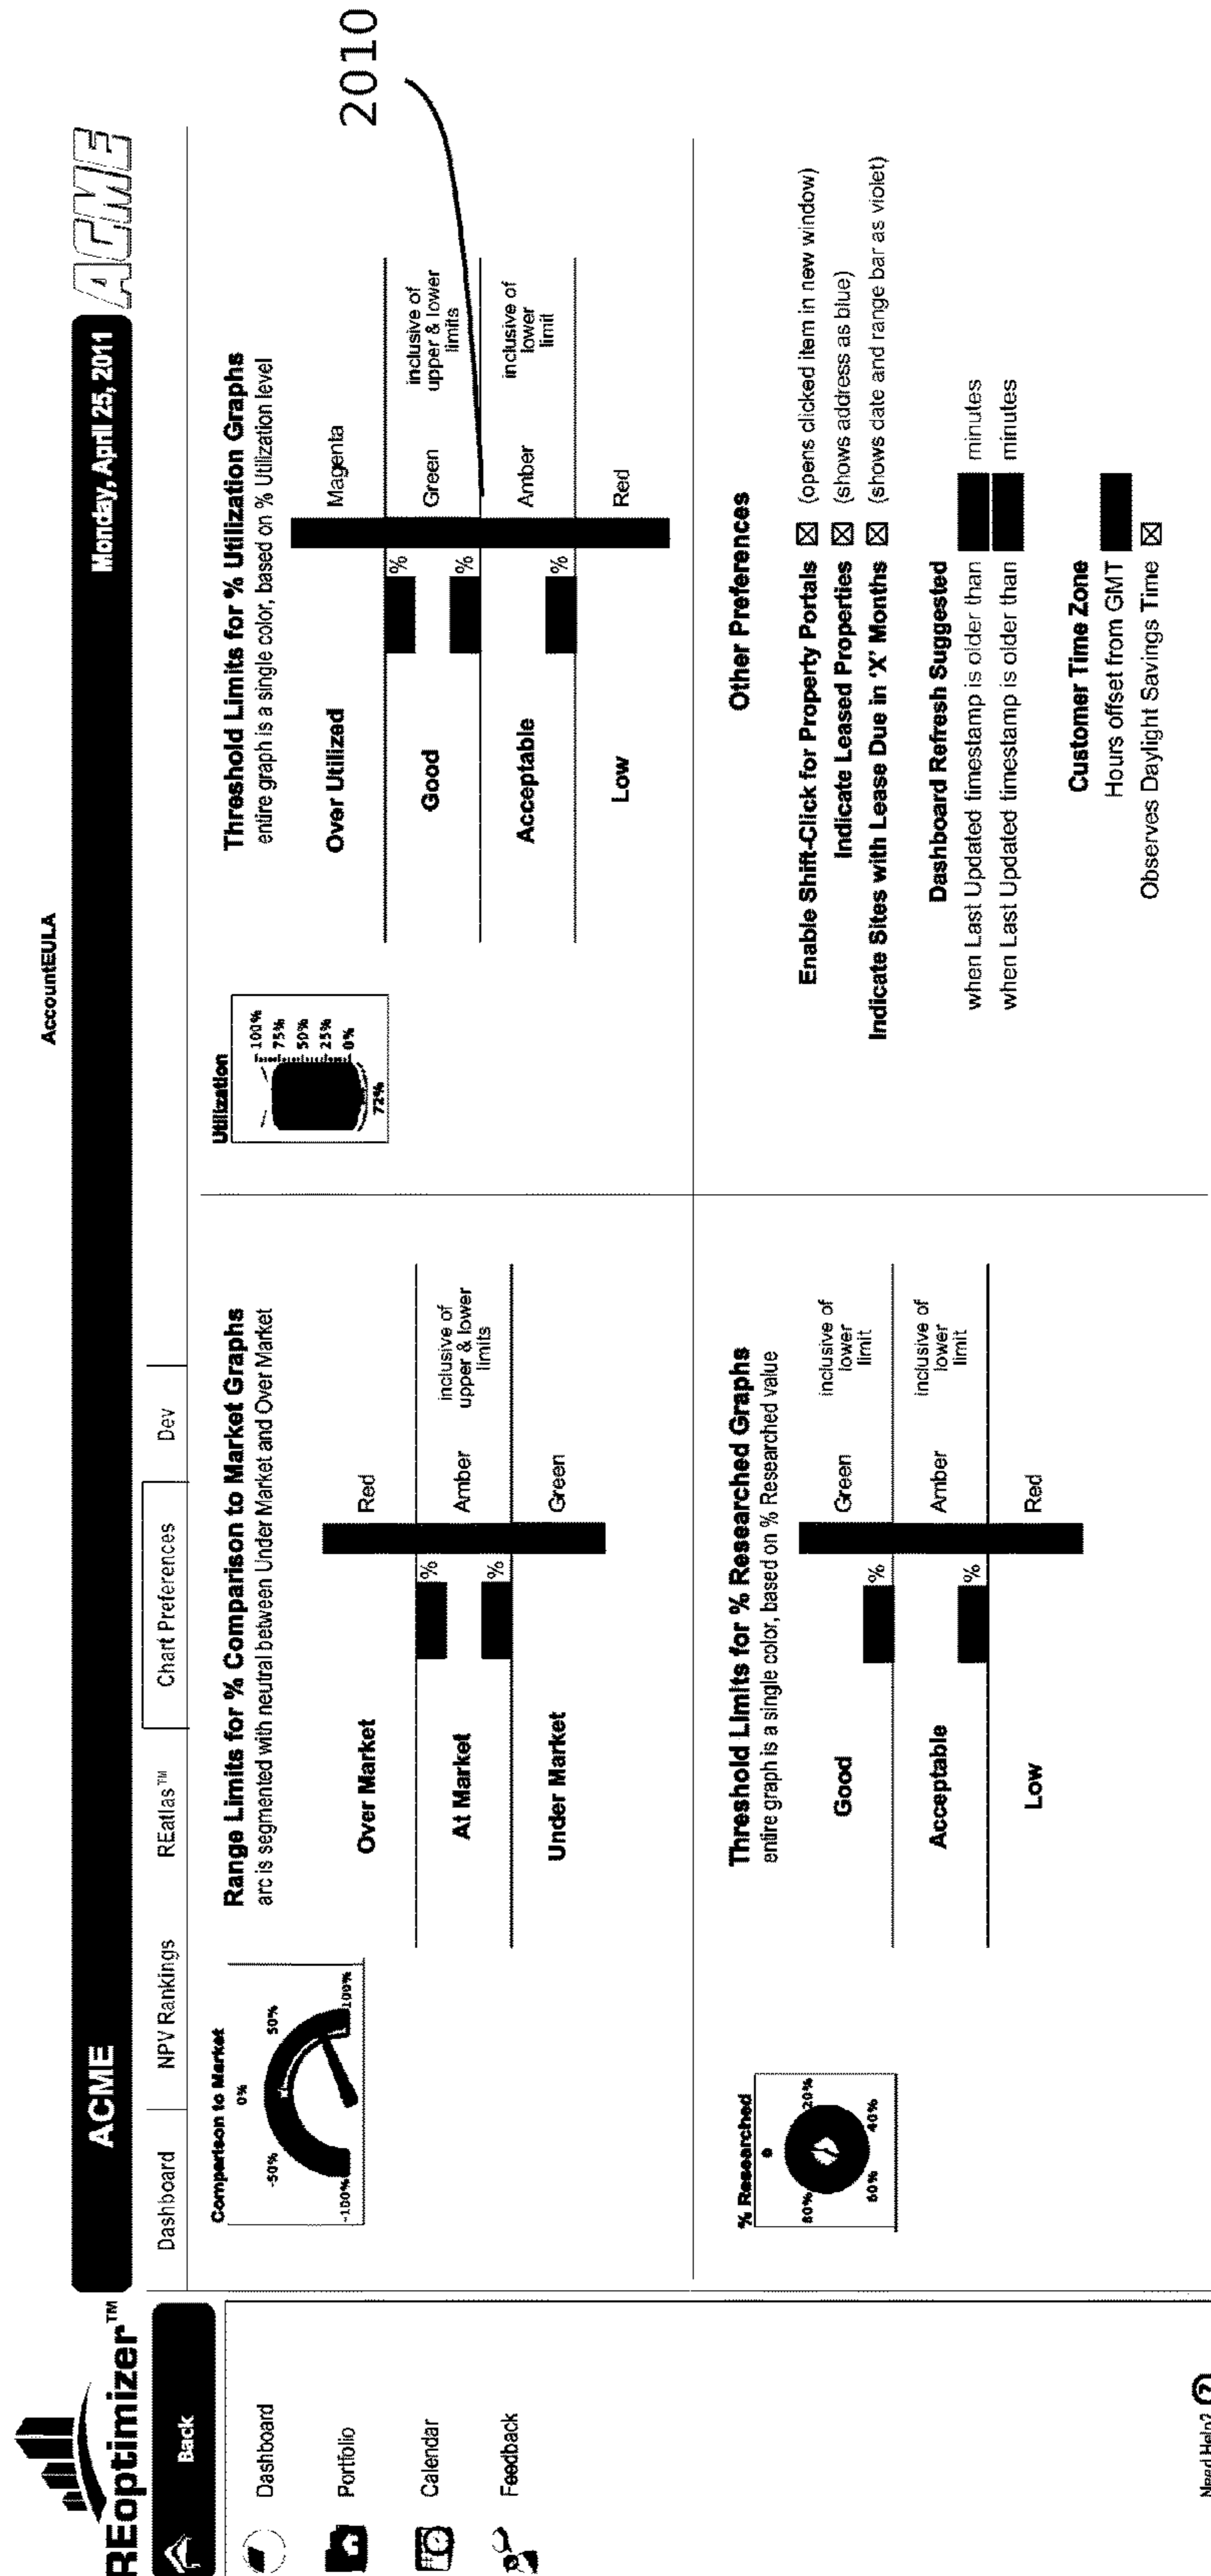 AccountEULA
REoptimizer™
ACME
Monday, April 25, 2011
ACME
Back
Dashboard
NPV Rankings
REatlas™
Chart Preferences
Dev
Dashboard
Portfolio
Calendar
Feedback
Need Help? ?
Comparison to Market
0%
-50%
50%
-100%
100%
Range Limits for % Comparison to Market Graphs
arc is segmented with neutral between Under Market and Over Market
Over Market
Red
%
At Market
Amber
inclusive of
upper & lower
limits
%
Under Market
Green
Utilization
100%
75%
50%
25%
0%
72%
Threshold Limits for % Utilization Graphs
entire graph is a single color, based on % Utilization level
Over Utilized
Magenta
%
Good
Green
inclusive of
upper & lower
limits
%
Acceptable
Amber
inclusive of
lower
limit
%
Low
Red
2010
% Researched
0
80%
20%
60%
40%
Threshold Limits for % Researched Graphs
entire graph is a single color, based on % Researched value
Good
Green
inclusive of
lower
limit
%
Acceptable
Amber
inclusive of
lower
limit
%
Low
Red
Other Preferences
Enable Shift-Click for Property Portals ☒ (opens clicked item in new window)
Indicate Leased Properties ☒ (shows address as blue)
Indicate Sites with Lease Due in 'X' Months ☒ (shows date and range bar as violet)
Dashboard Refresh Suggested
when Last Updated timestamp is older than minutes
when Last Updated timestamp is older than minutes
Customer Time Zone
Hours offset from GMT
Observes Daylight Savings Time ☒